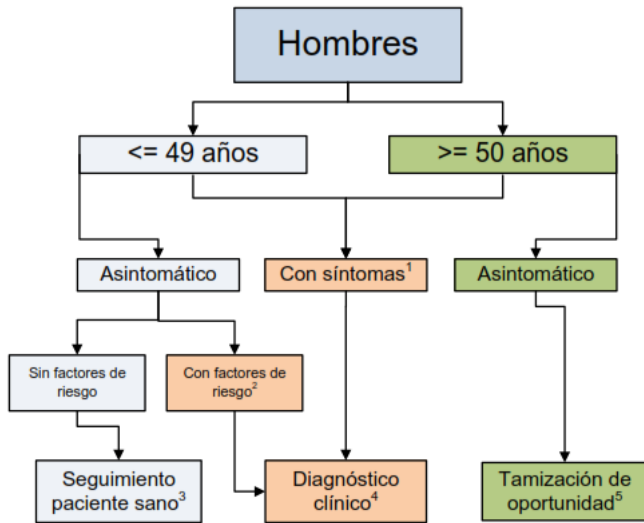 Hombres
<= 49 años
>= 50 años
Asintomático
Con síntomas1
Asintomático
Sin factores de
riesgo
Con factores de
riesgo2
Seguimiento
paciente sano3
Diagnóstico
clínico4
Tamización de
oportunidad5